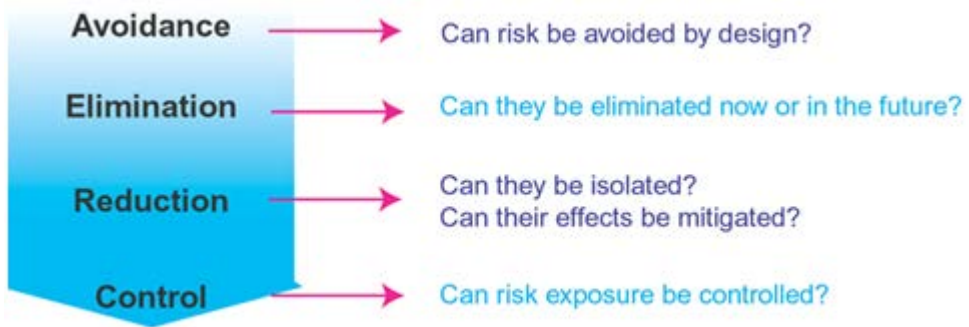 Avoidance
Can risk be avoided by design?
Elimination
Can they be eliminated now or in the future?
Reduction
Can they be isolated?
Can their effects be mitigated?
Control
Can risk exposure be controlled?